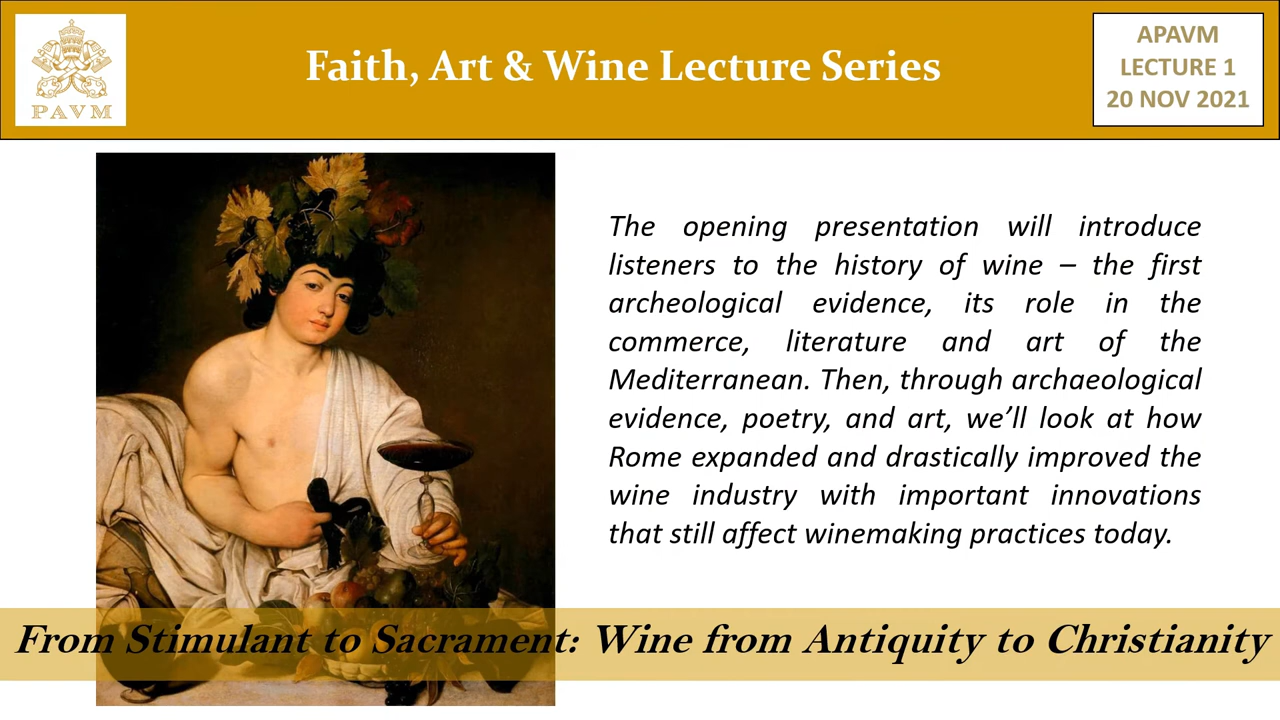 PAVM
Faith, Art & Wine Lecture Series
APAVM
LECTURE 1
20 NOV 2021
The opening presentation will introduce
listeners to the history of wine – the first
archeological evidence, its role in the
commerce, literature and art of the
Mediterranean. Then, through archaeological
evidence, poetry, and art, we’ll look at how
Rome expanded and drastically improved the
wine industry with important innovations
that still affect winemaking practices today.
From Stimulant to Sacrament: Wine from Antiquity to Christianity